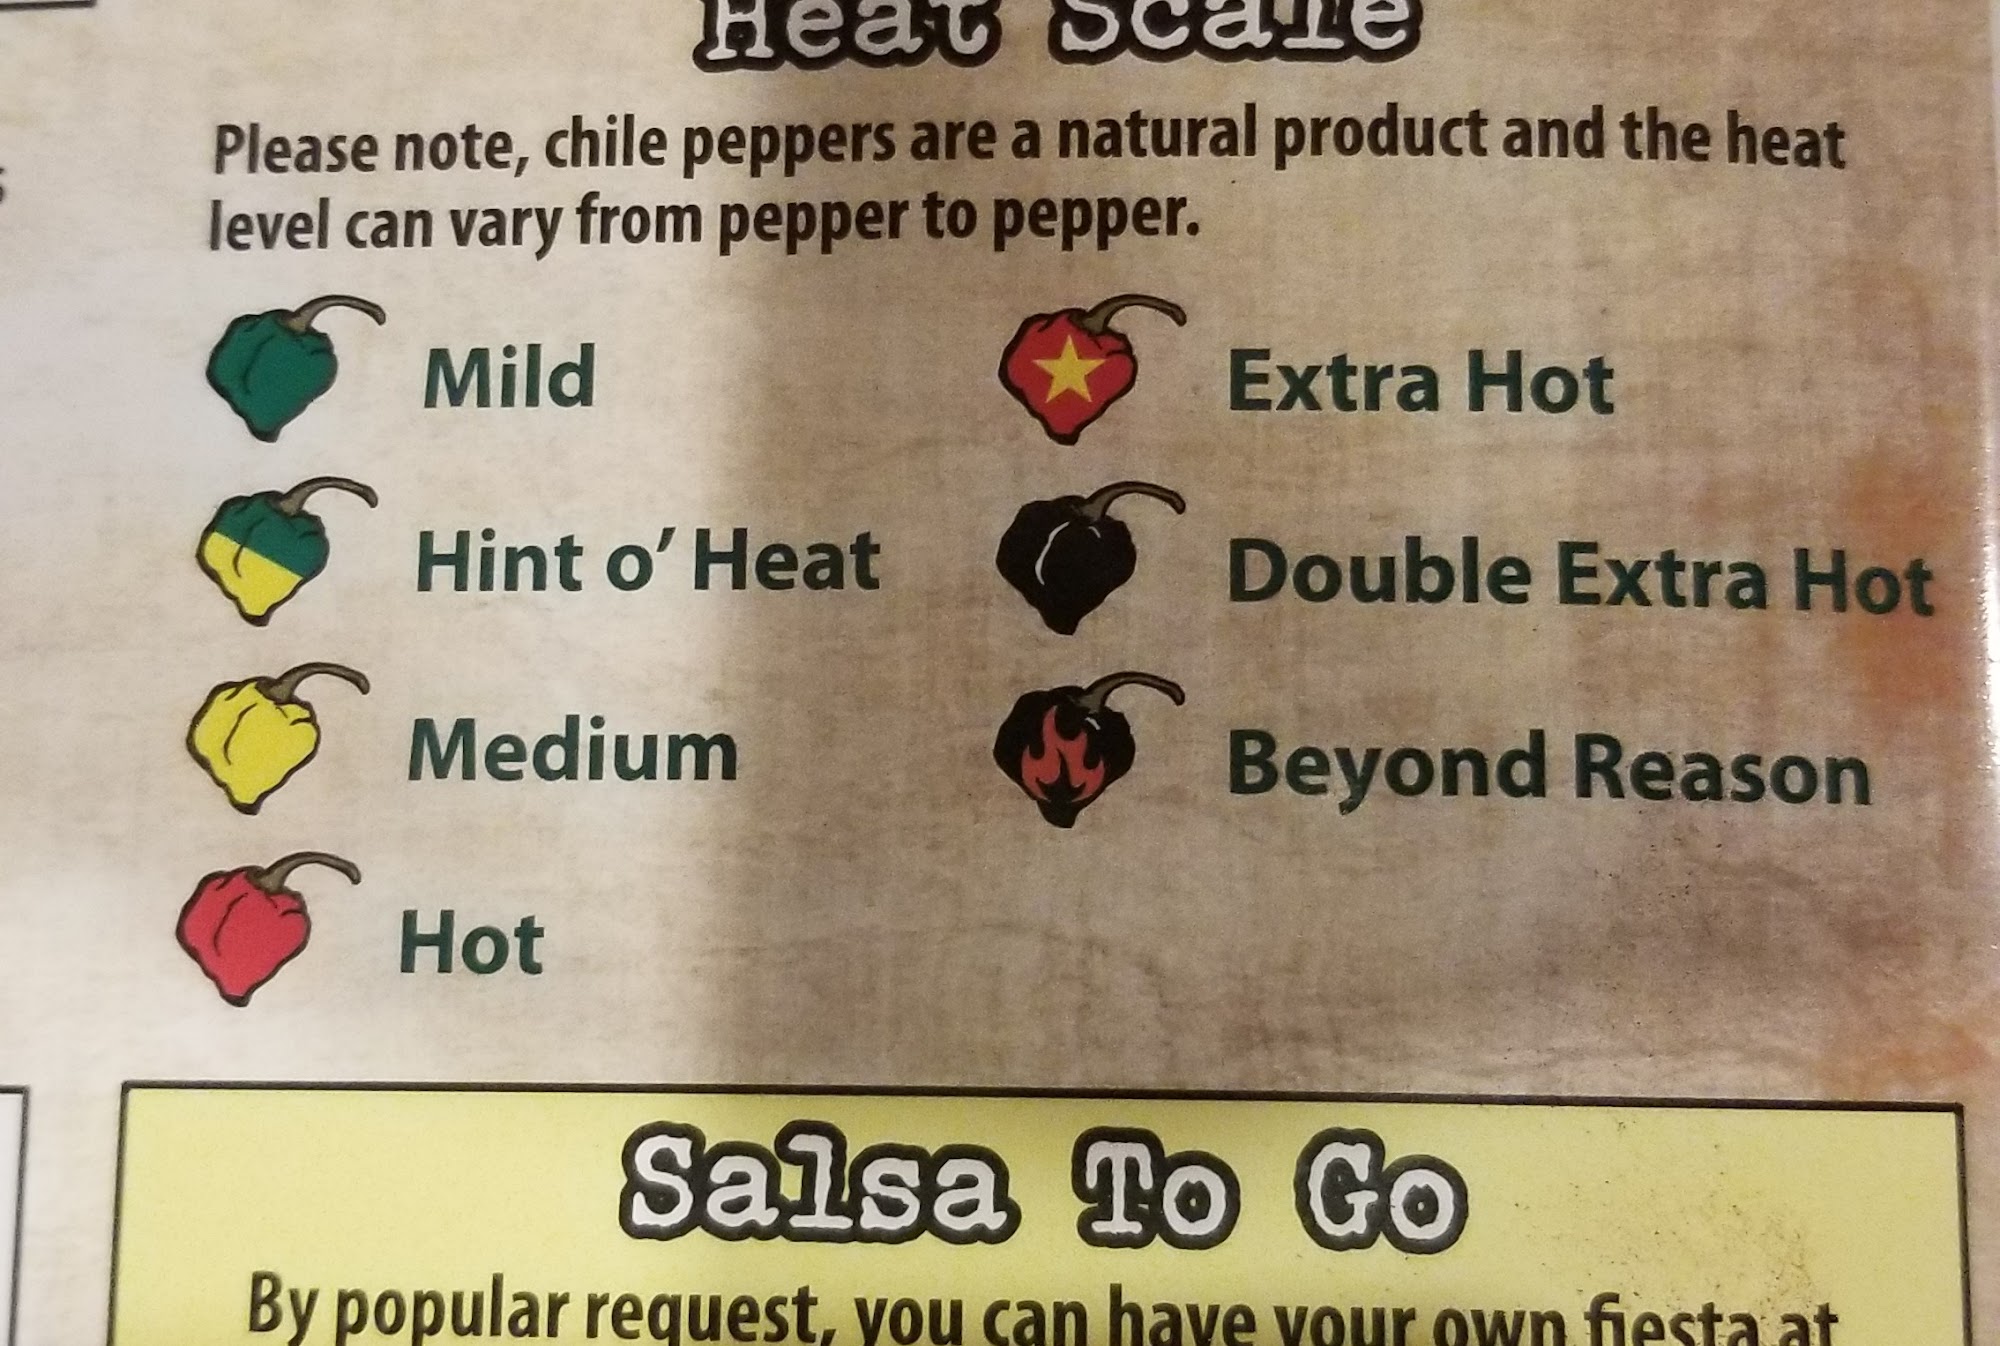 Heat Scale
Please note, chile peppers are a natural product and the heat
level can vary from pepper to pepper.
Mild
Hint o' Heat
Medium
Hot
Extra Hot
Double Extra Hot
Beyond Reason
Salsa To Go
By popular request, you can have your own fiesta at